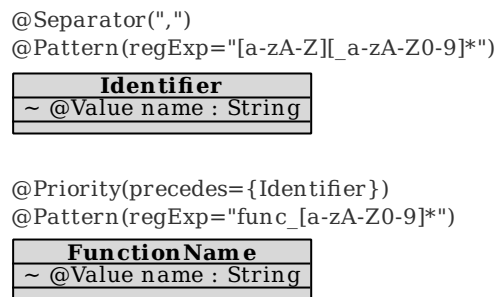 @Separator(",")
@Pattern(regExp="[a-zA-Z][_a-zA-Z0-9]*")
Identifier
~ @Value name : String
@Priority(precedes={Identifier})
@Pattern(regExp="func_[a-zA-Z0-9]*")
FunctionName
~ @Value name : String